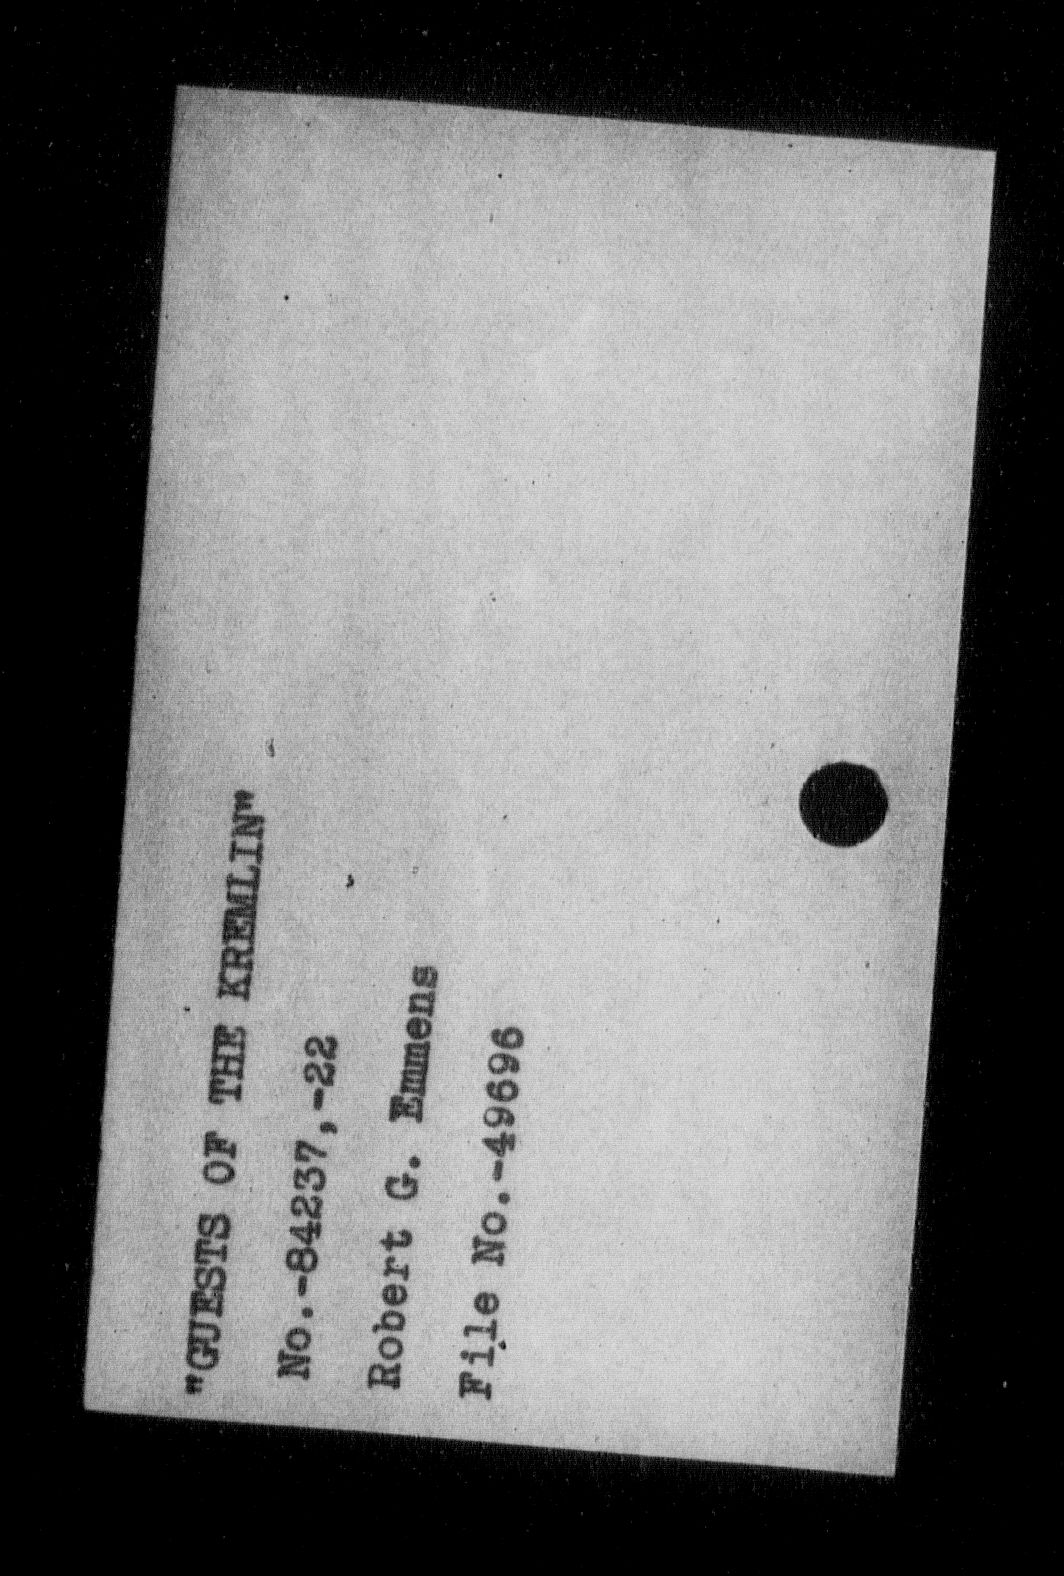 "GUESTS OF THE KREMLIN"
No.-84237,-22
Robert G. Emmens
File No.-49696